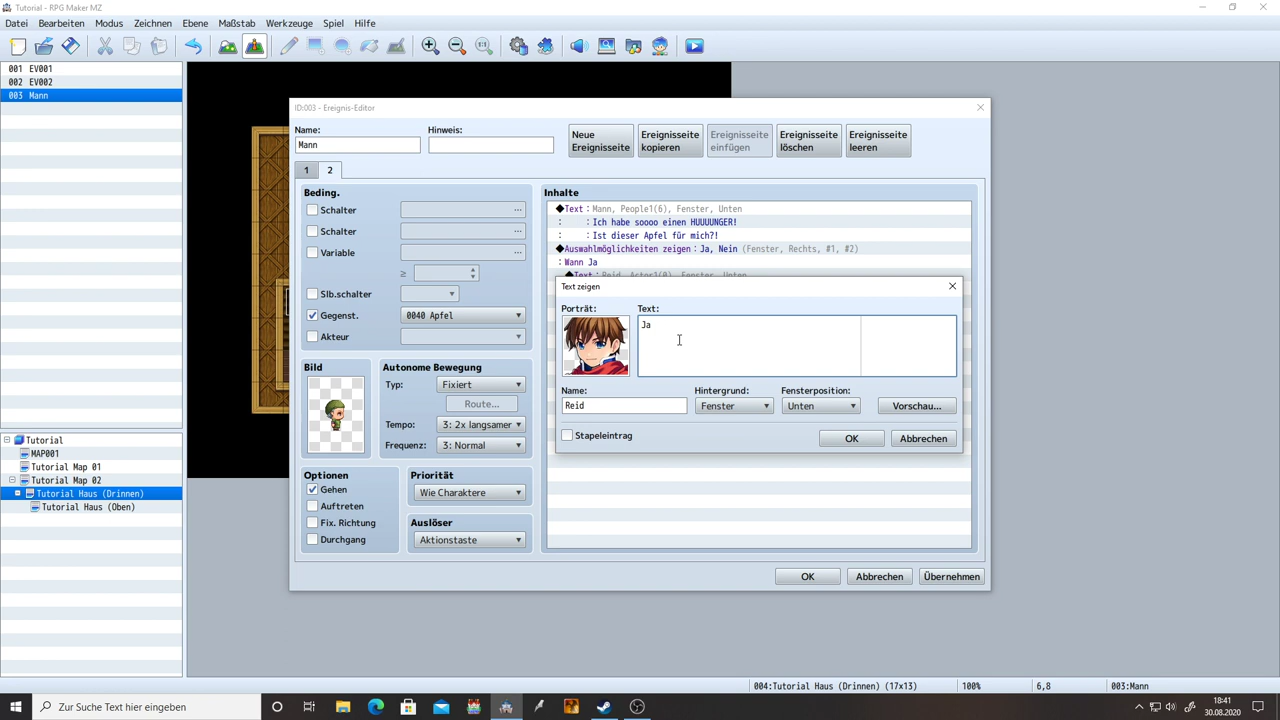 Tutorial - RPG Maker MZ
Datei Bearbeiten Modus Zeichnen Ebene Maßstab Werkzeuge Spiel Hilfe
001 EV001
002 EV002
003 Mann
ID:003 - Ereignis-Editor
Name: Hinweis:
Mann
Neue Ereignisseite
Ereignisseite kopieren
Ereignisseite einfügen
Ereignisseite löschen
Ereignisseite leeren
1 2
Beding.
Schalter ...
Schalter ...
Variable ...
≥
Slb.schalter
Gegenst. 0040 Apfel
Akteur
Bild
Autonome Bewegung
Typ: Fixiert
Route...
Tempo: 3: 2x langsamer
Frequenz: 3: Normal
Optionen
Gehen
Auftreten
Fix. Richtung
Durchgang
Priorität
Wie Charaktere
Auslöser
Aktionstaste
Inhalte
◆Text：Mann, People1(6), Fenster, Unten
：　　：Ich habe soooo einen HUUUUNGER!
：　　：Ist dieser Apfel für mich?!
◆Auswahlmöglichkeiten zeigen：Ja, Nein (Fenster, Rechts, #1, #2)
：Wann Ja
◆Text：Reid, Actor1(0), Fenster, Unten
Text zeigen
Porträt: Text:
Ja
Name: Hintergrund: Fensterposition:
Reid Fenster Unten Vorschau...
Stapeleintrag OK Abbrechen
OK Abbrechen Übernehmen
Tutorial
MAP001
Tutorial Map 01
Tutorial Map 02
Tutorial Haus (Drinnen)
Tutorial Haus (Oben)
004:Tutorial Haus (Drinnen) (17x13) 100% 6,8 003:Mann
Zur Suche Text hier eingeben
18:41
30.08.2020